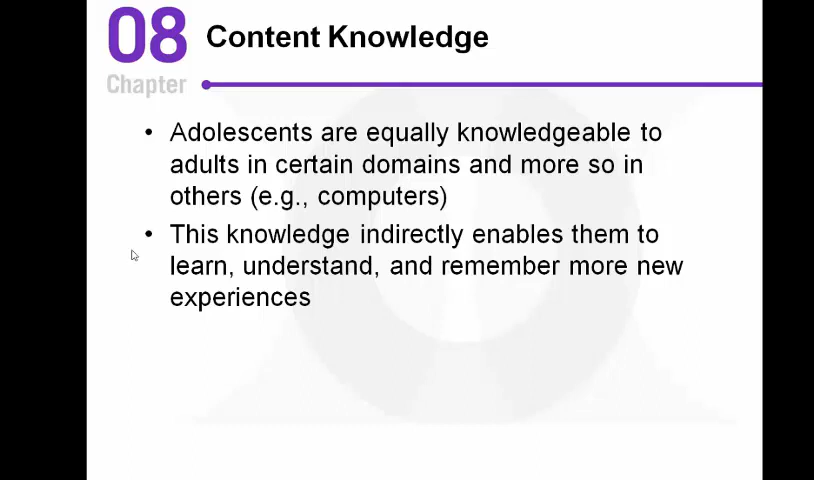 08
Chapter
Content Knowledge
• Adolescents are equally knowledgeable to
adults in certain domains and more so in
others (e.g., computers)
• This knowledge indirectly enables them to
learn, understand, and remember more new
experiences